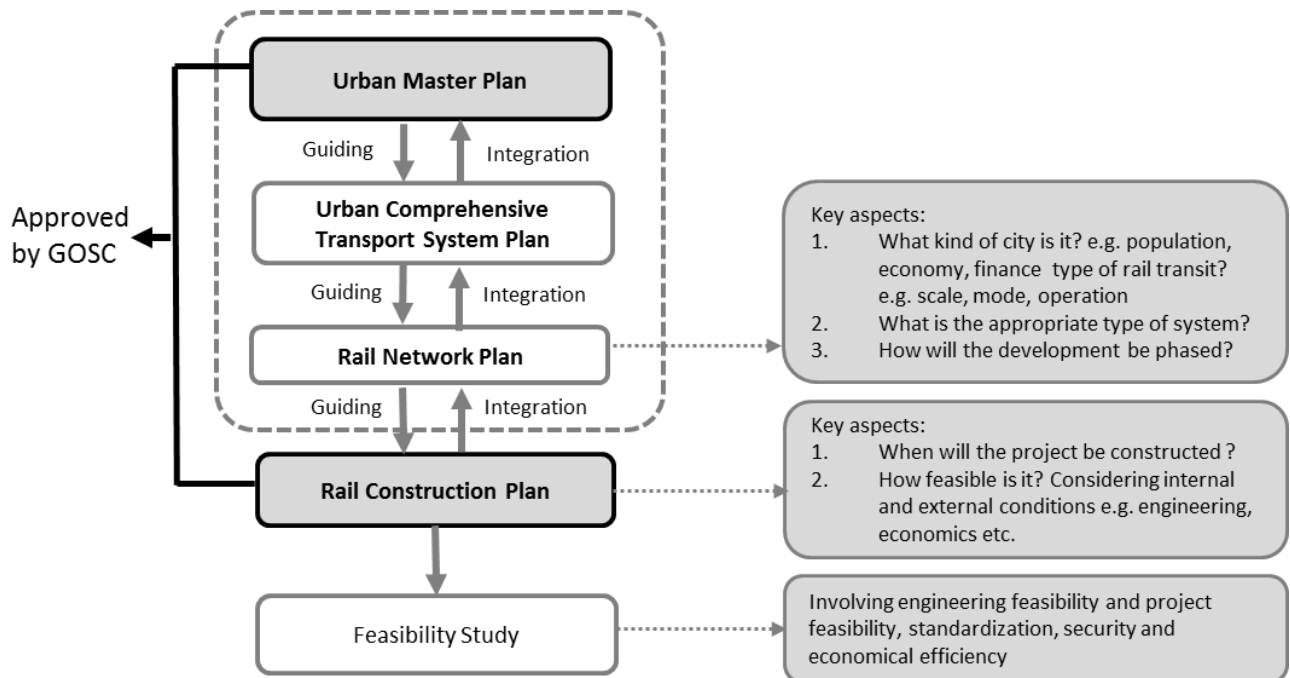 Urban Master Plan
Guiding
Integration
Urban Comprehensive
Transport System Plan
Approved
by GOSC
Guiding
Integration
Rail Network Plan
Guiding
Integration
Rail Construction Plan
Feasibility Study
Key aspects:
1. What kind of city is it? e.g. population,
economy, finance type of rail transit?
e.g. scale, mode, operation
2. What is the appropriate type of system?
3. How will the development be phased?
Key aspects:
1. When will the project be constructed ?
2. How feasible is it? Considering internal
and external conditions e.g. engineering,
economics etc.
Involving engineering feasibility and project
feasibility, standardization, security and
economical efficiency